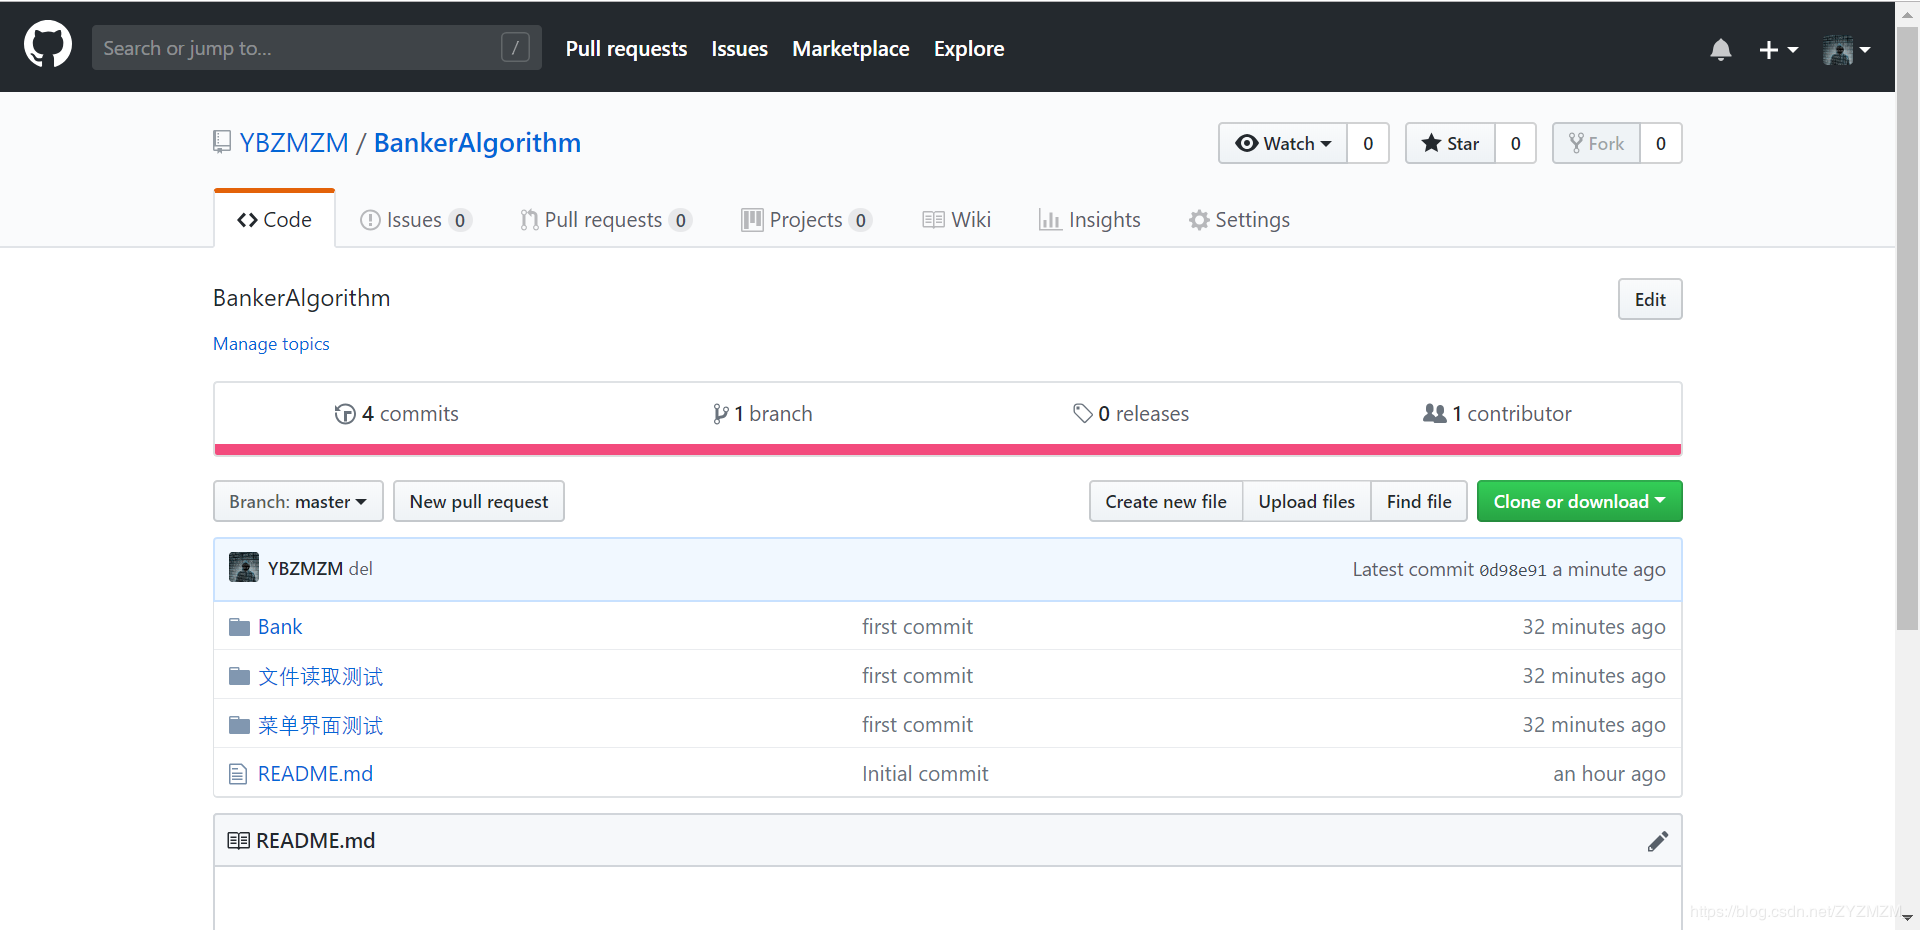 Search or jump to... / Pull requests Issues Marketplace Explore
YBZMZM / BankerAlgorithm Watch 0 Star 0 Fork 0
Code Issues 0 Pull requests 0 Projects 0 Wiki Insights Settings
BankerAlgorithm Edit
Manage topics
4 commits 1 branch 0 releases 1 contributor
Branch: master New pull request Create new file Upload files Find file Clone or download
YBZMZM del Latest commit 0d98e91 a minute ago
Bank first commit 32 minutes ago
文件读取测试 first commit 32 minutes ago
菜单界面测试 first commit 32 minutes ago
README.md Initial commit an hour ago
README.md
https://blog.csdn.net/ZYZMZM